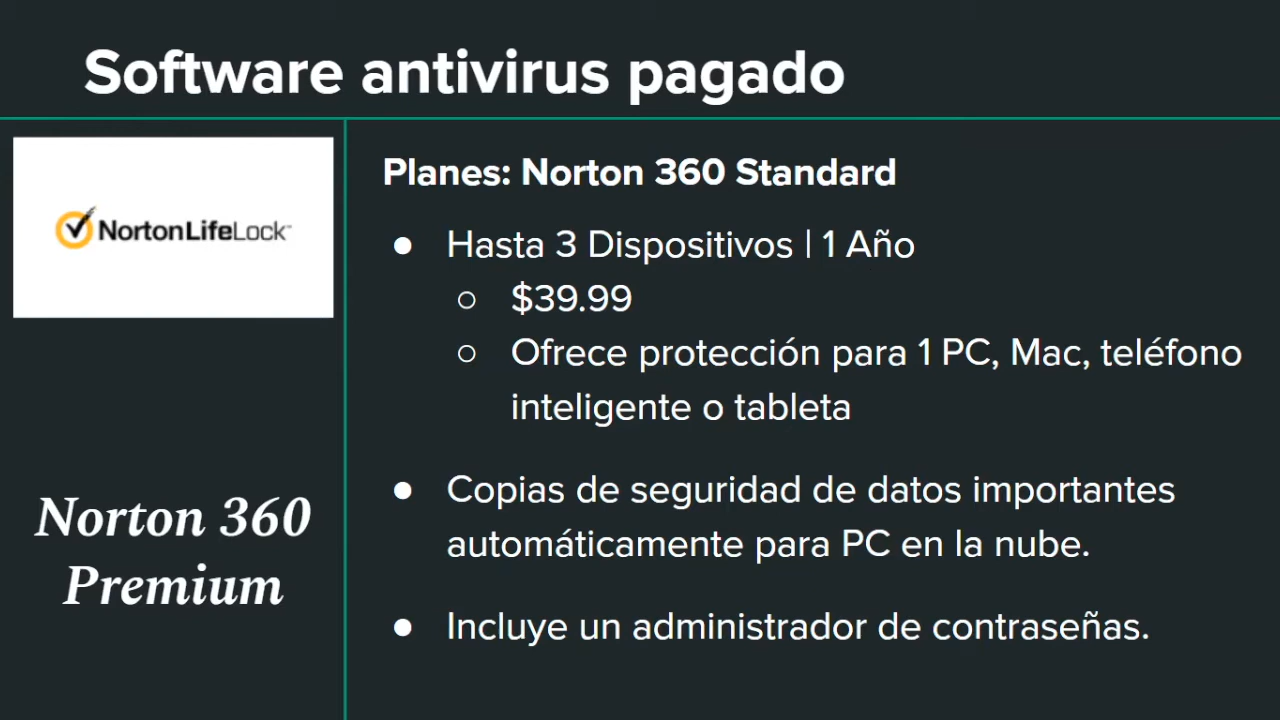 Software antivirus pagado
NortonLifeLock
Norton 360
Premium
Planes: Norton 360 Standard
● Hasta 3 Dispositivos | 1 Año
○ $39.99
○ Ofrece protección para 1 PC, Mac, teléfono
inteligente o tableta
● Copias de seguridad de datos importantes
automáticamente para PC en la nube.
● Incluye un administrador de contraseñas.